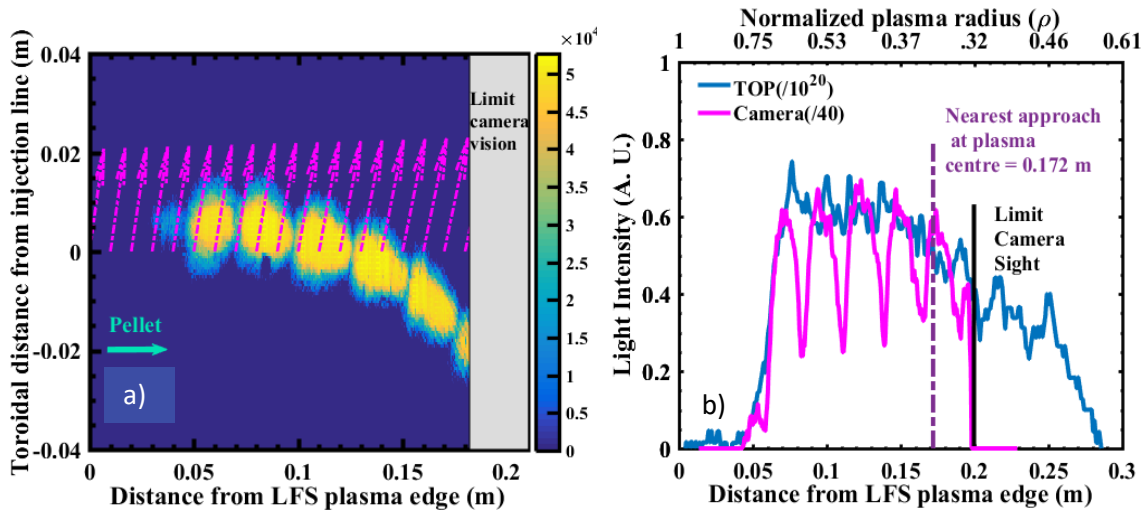 ×10⁴
0.04
0.02
0
-0.02
-0.04
Toroidal distance from injection line (m)
Limit
camera
vision
Pellet
a)
0 0.05 0.1 0.15 0.2
Distance from LFS plasma edge (m)
5
4.5
4
3.5
3
2.5
2
1.5
1
0.5
0
Normalized plasma radius (ρ)
1 0.75 0.53 0.37 .32 0.46 0.61
1
0.8
0.6
0.4
0.2
0
Light Intensity (A. U.)
TOP(/10²⁰)
Camera(/40)
Nearest approach
at plasma
centre = 0.172 m
Limit
Camera
Sight
b)
0 0.05 0.1 0.15 0.2 0.25 0.3
Distance from LFS plasma edge (m)